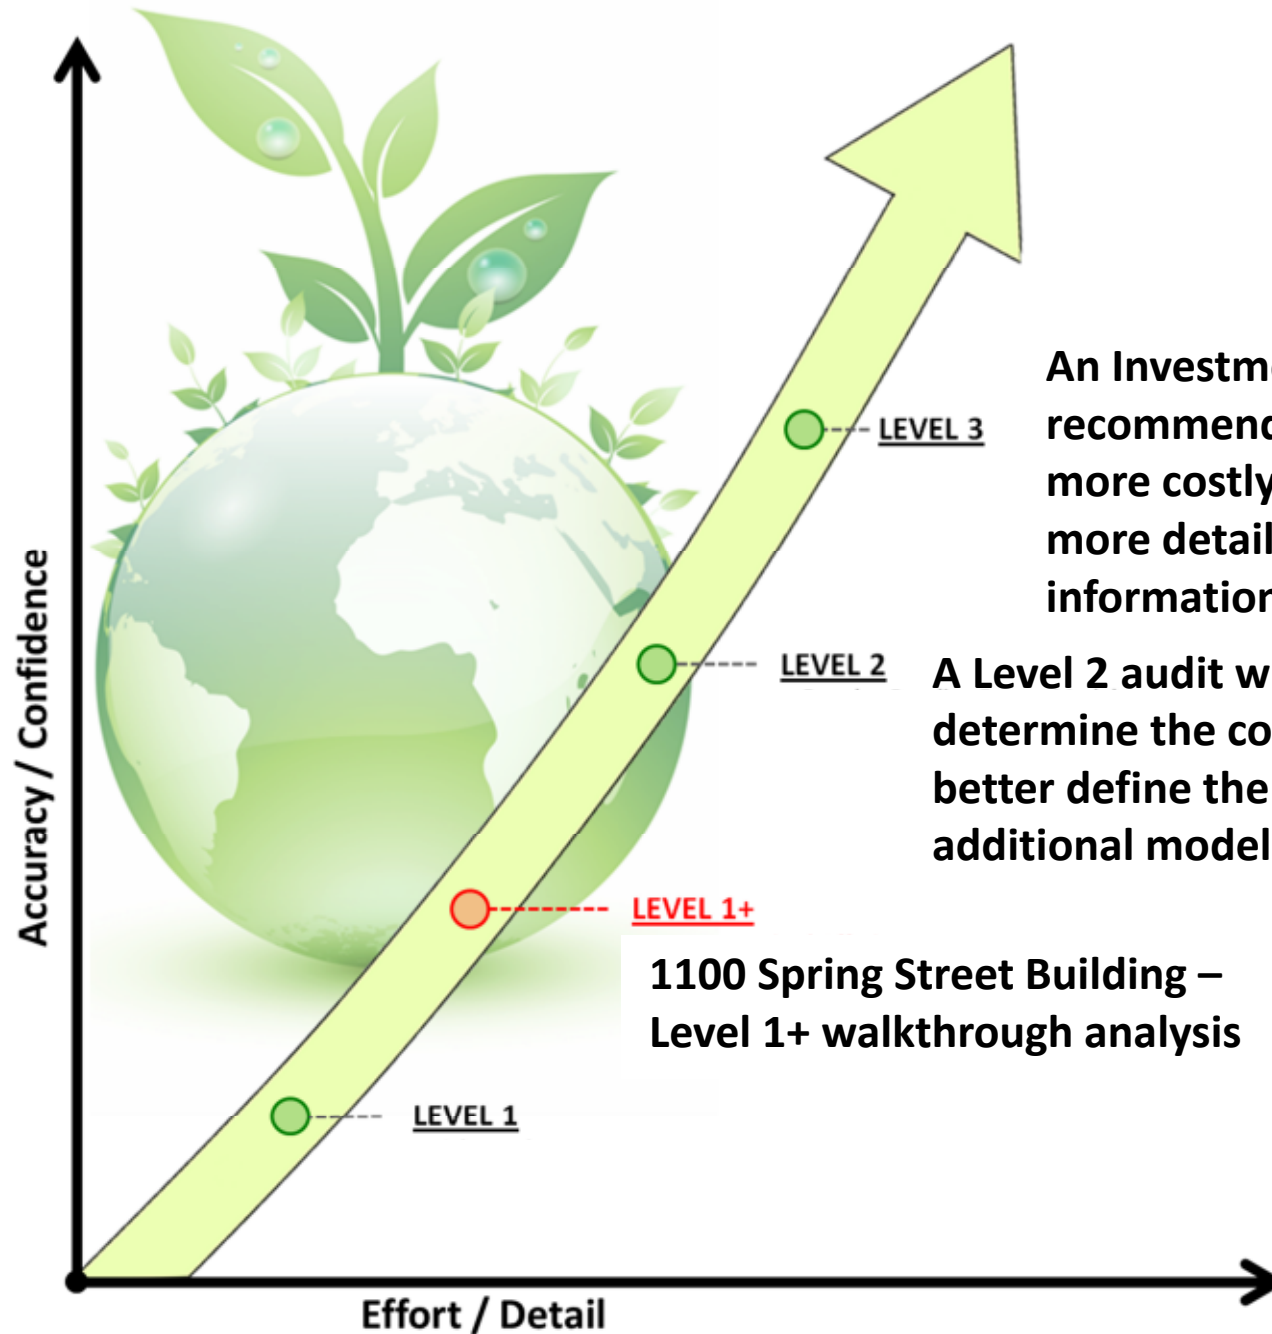 An Investm
recommend
more costly
more detail
information
LEVEL 3
LEVEL 2
A Level 2 audit w
determine the co
better define the
additional model
LEVEL 1+
1100 Spring Street Building –
Level 1+ walkthrough analysis
LEVEL 1
Accuracy / Confidence
Effort / Detail